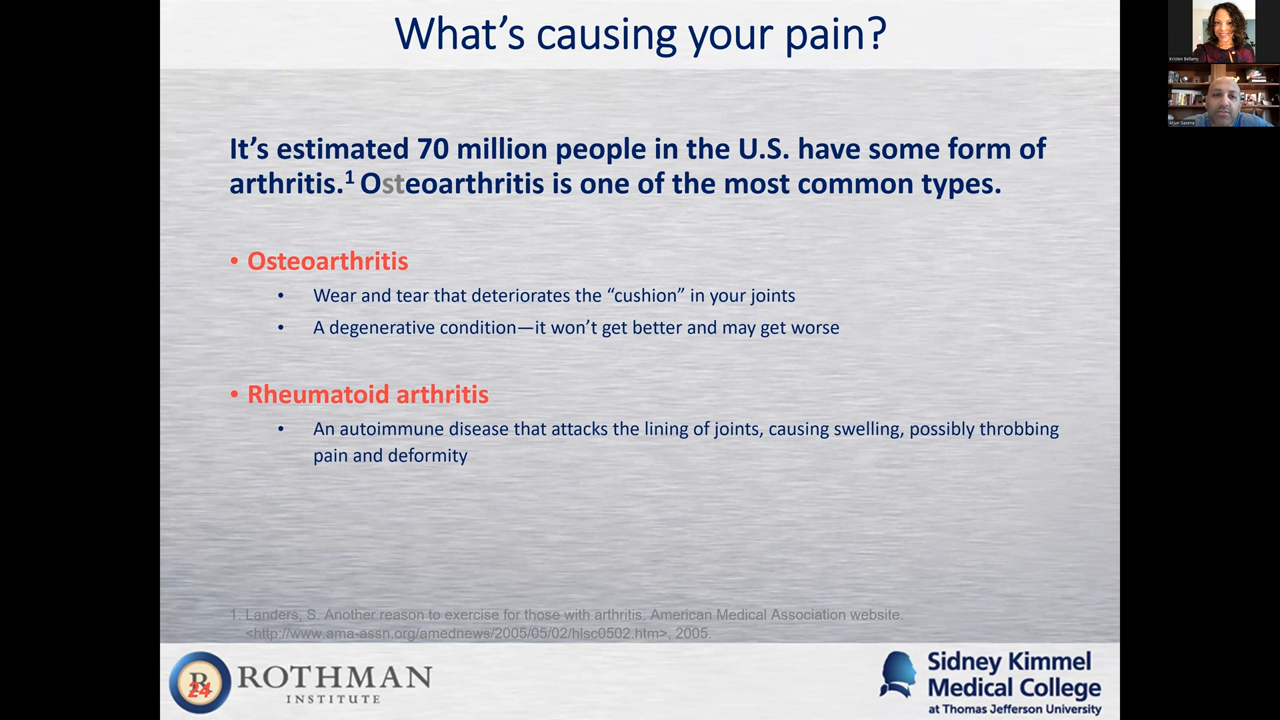 What's causing your pain?
It's estimated 70 million people in the U.S. have some form of
arthritis.1 Osteoarthritis is one of the most common types.
• Osteoarthritis
• Wear and tear that deteriorates the “cushion” in your joints
• A degenerative condition—it won't get better and may get worse
• Rheumatoid arthritis
• An autoimmune disease that attacks the lining of joints, causing swelling, possibly throbbing
pain and deformity
1. Landers, S. Another reason to exercise for those with arthritis. American Medical Association website.
<http://www.ama-assn.org/amednews/2005/05/02/hlsc0502.htm>, 2005.
R
24
ROTHMAN
INSTITUTE
Sidney Kimmel
Medical College
at Thomas Jefferson University
Kristen Bellamy
Arjun Saxena